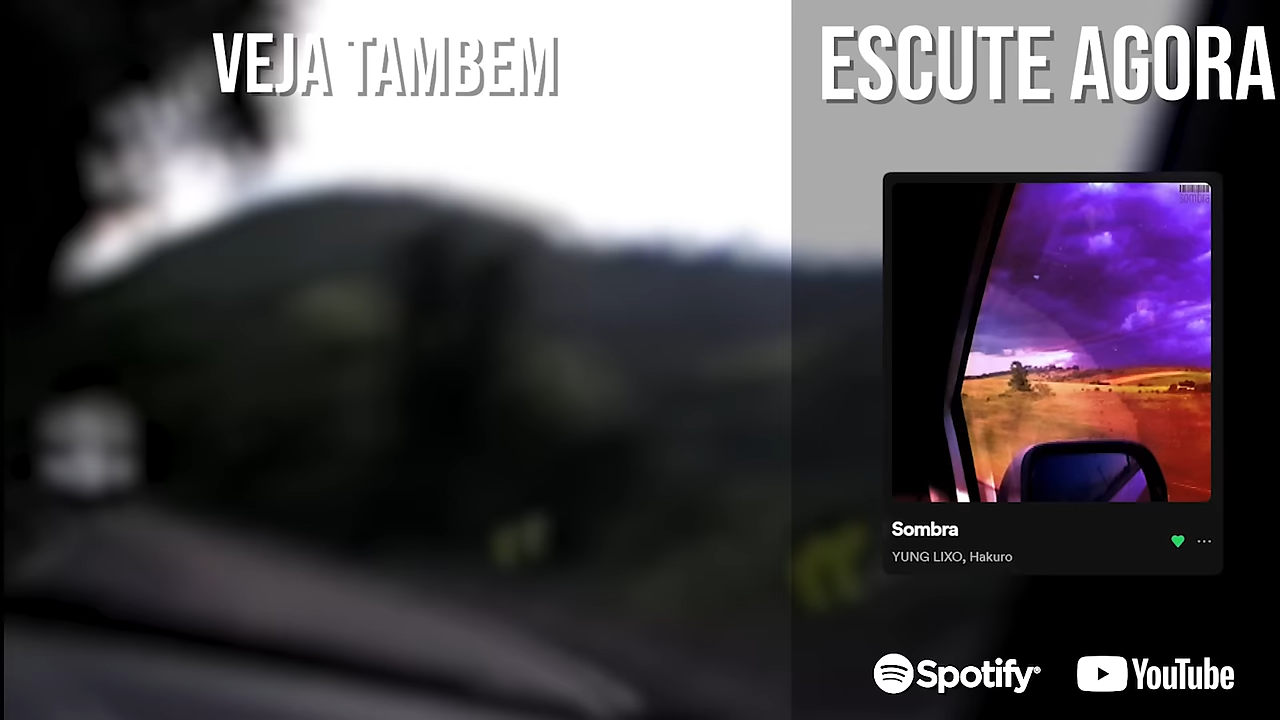 VEJA TAMBEM
ESCUTE AGORA
sombra
Sombra
YUNG LIXO, Hakuro
Spotify®
YouTube